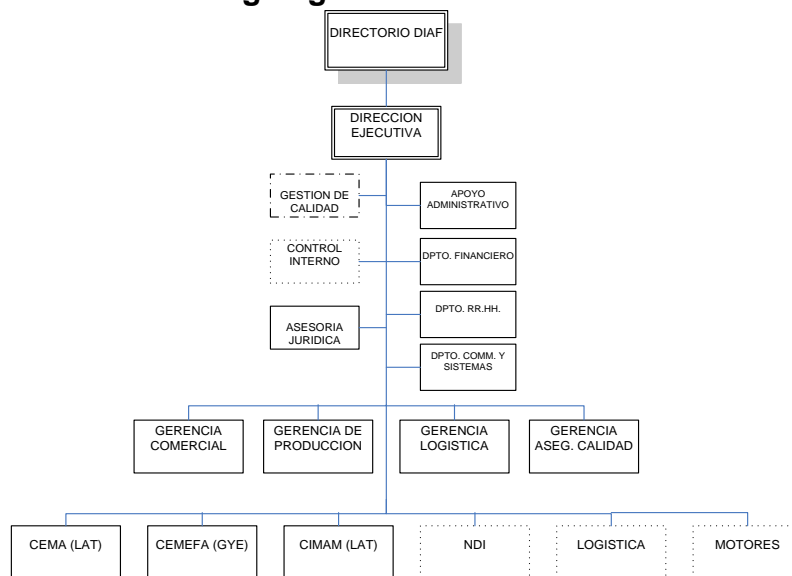 DIRECTORIO DIAF
DIRECCION
EJECUTIVA
GESTION DE
CALIDAD
APOYO
ADMINISTRATIVO
CONTROL
INTERNO
DPTO. FINANCIERO
ASESORIA
JURIDICA
DPTO. RR.HH.
DPTO. COMM. Y
SISTEMAS
GERENCIA
COMERCIAL
GERENCIA DE
PRODUCCION
GERENCIA
LOGISTICA
GERENCIA
ASEG. CALIDAD
CEMA (LAT)
CEMEFA (GYE)
CIMAM (LAT)
NDI
LOGISTICA
MOTORES